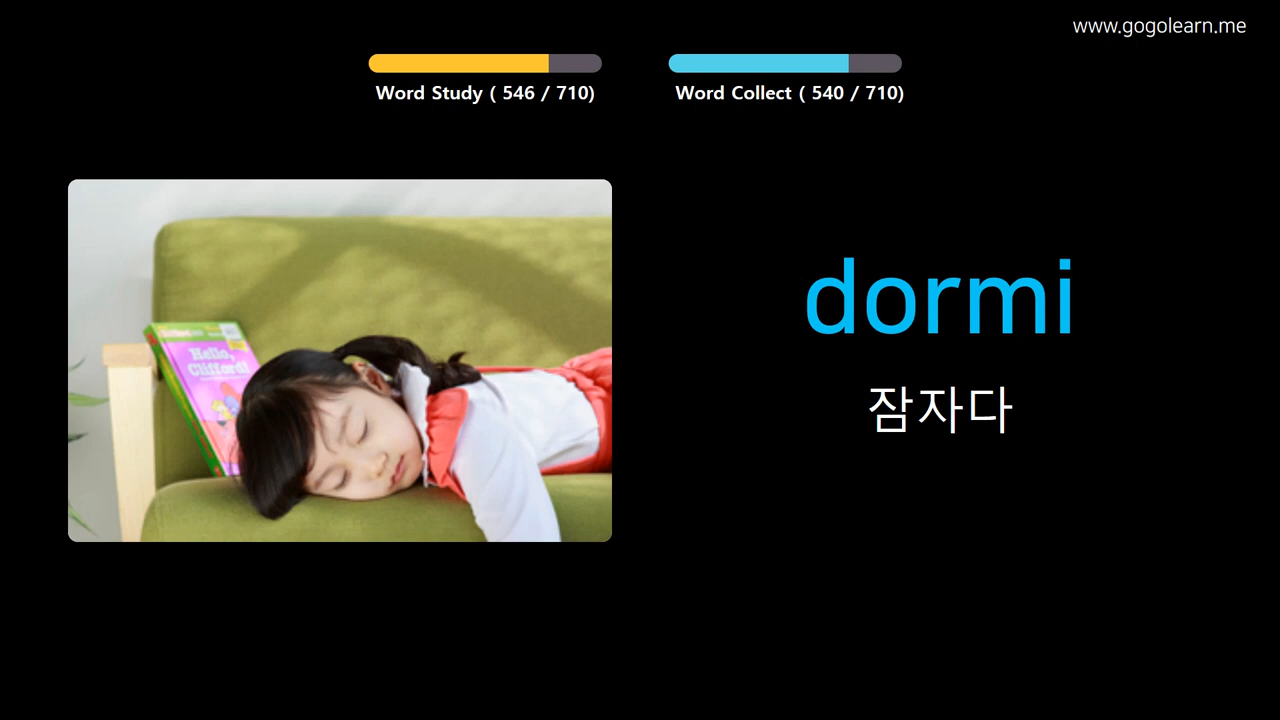 www.gogolearn.me
Word Study ( 546 / 710)
Word Collect ( 540 / 710)
dormi
잠자다
Hello,
Clifford!